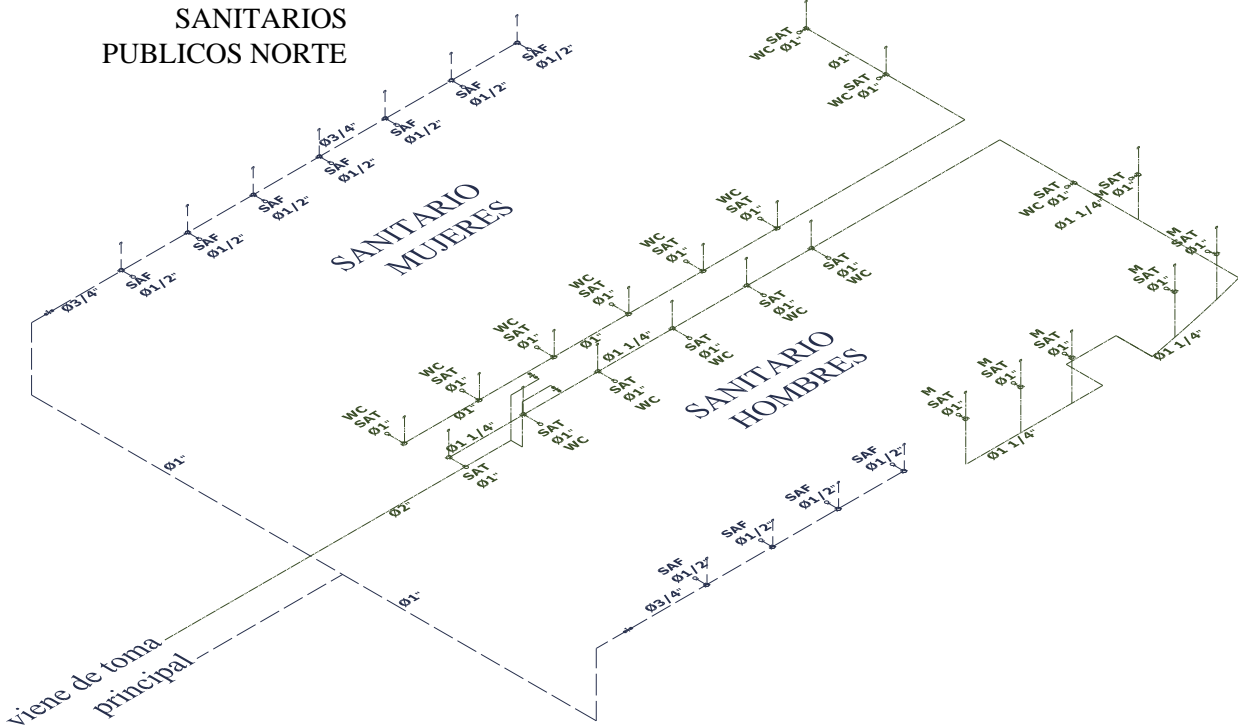 SANITARIOS
PUBLICOS NORTE
SAF
Ø1/2"
SAF
Ø1/2"
SAF
Ø1/2"
Ø3/4"
SAF
Ø1/2"
SAF
Ø1/2"
SAF
Ø1/2"
SAF
Ø1/2"
Ø3/4"
SANITARIO
MUJERES
WC
SAT
Ø1"
Ø1"
WC
SAT
Ø1"
WC
SAT
Ø1"
WC
SAT
Ø1"
WC
SAT
Ø1"
WC
SAT
Ø1"
Ø1"
WC
SAT
Ø1"
Ø1"
WC
SAT
Ø1"
SAT
Ø1"
WC
SAT
Ø1"
WC
SAT
Ø1"
WC
Ø1 1/4"
SAT
Ø1"
WC
SAT
Ø1"
WC
Ø1 1/4"
SAT
Ø1"
SANITARIO
HOMBRES
WC
SAT
Ø1"
M
SAT
Ø1"
Ø1 1/4"
M
SAT
Ø1"
M
SAT
Ø1"
Ø1 1/4"
M
SAT
Ø1"
M
SAT
Ø1"
M
SAT
Ø1"
Ø1 1/4"
SAF
Ø1/2"
SAF
Ø1/2"
SAF
Ø1/2"
SAF
Ø1/2"
Ø3/4"
Ø1"
Ø2"
Ø1"
viene de toma
principal